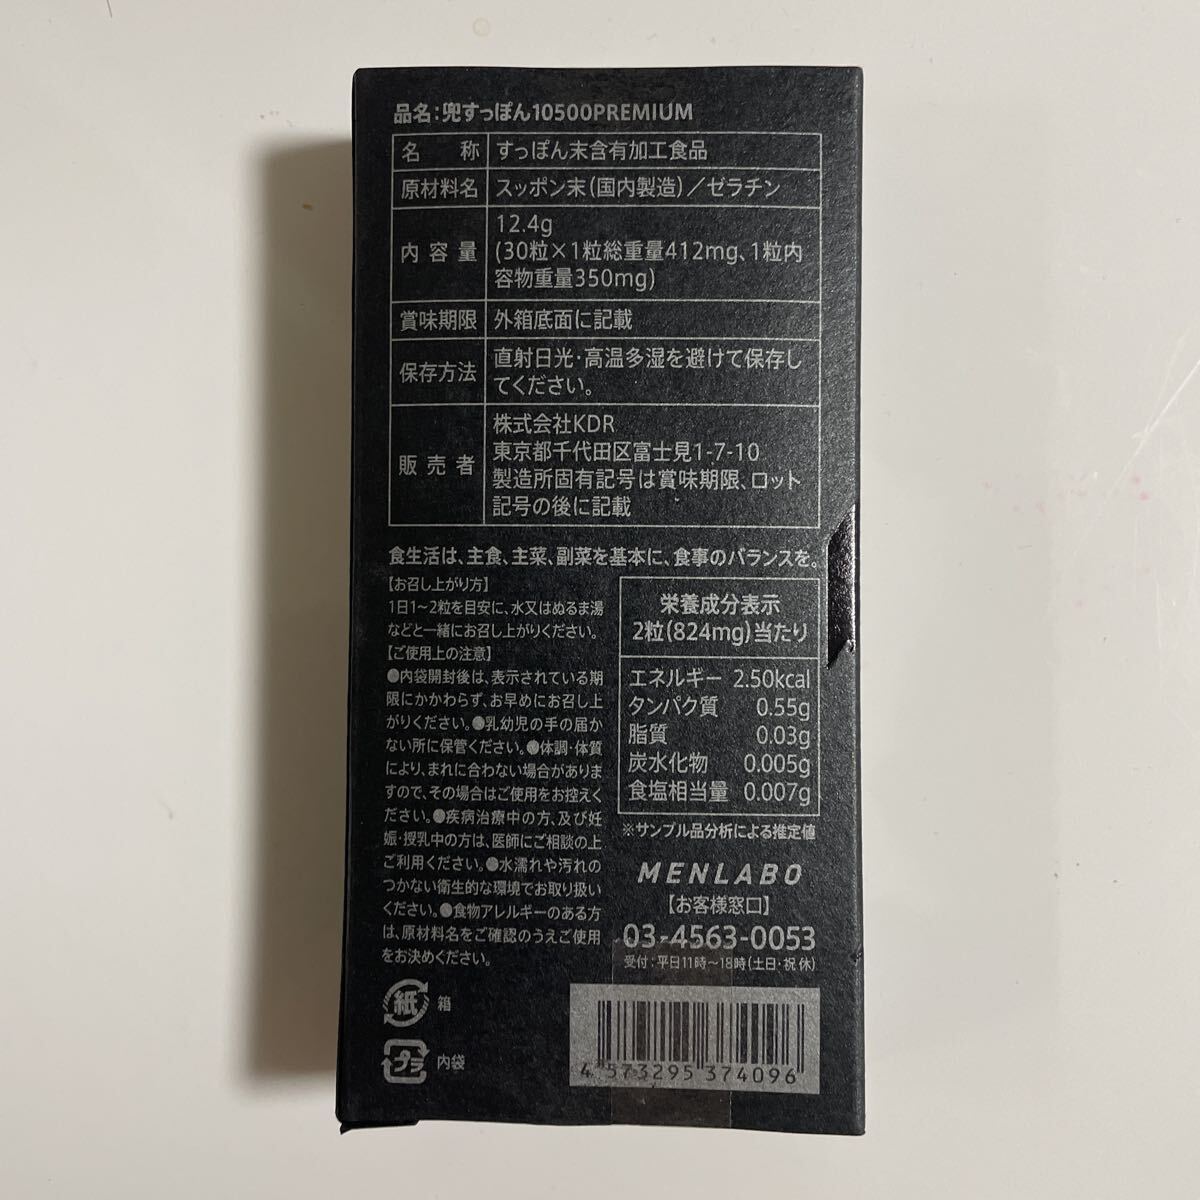 品名:兜すっぽん10500PREMIUM
名 称 すっぽん末含有加工食品
原材料名 スッポン末(国内製造)/ゼラチン
内容量 12.4g
(30粒×1粒総重量412mg、1粒内
容物重量350mg)
賞味期限 外箱底面に記載
保存方法 直射日光・高温多湿を避けて保存し
てください。
販売者 株式会社KDR
東京都千代田区富士見1-7-10
製造所固有記号は賞味期限、ロット
記号の後に記載
食生活は、主食、主菜、副菜を基本に、食事のバランスを。
【お召し上がり方】
1日1~2粒を目安に、水又はぬるま湯
などと一緒にお召し上がりください。
【ご使用上の注意】
●内袋開封後は、表示されている期
限にかかわらず、お早めにお召し上
がりください。●乳幼児の手の届か
ない所に保管ください。●体調・体質
により、まれに合わない場合がありま
すので、その場合はご使用をお控えく
ださい。●疾病治療中の方、及び妊
娠・授乳中の方は、医師にご相談の上
ご利用ください。●水濡れや汚れの
つかない衛生的な環境でお取り扱い
ください。●食物アレルギーのある方
は、原材料名をご確認のうえご使用
をお決めください。
栄養成分表示
2粒(824mg)当たり
エネルギー 2.50kcal
タンパク質 0.55g
脂質 0.03g
炭水化物 0.005g
食塩相当量 0.007g
※サンプル品分析による推定値
MENLABO
【お客様窓口】
03-4563-0053
受付:平日11時~18時(土日・祝 休)
紙 箱
プラ 内袋
4 573295 374096